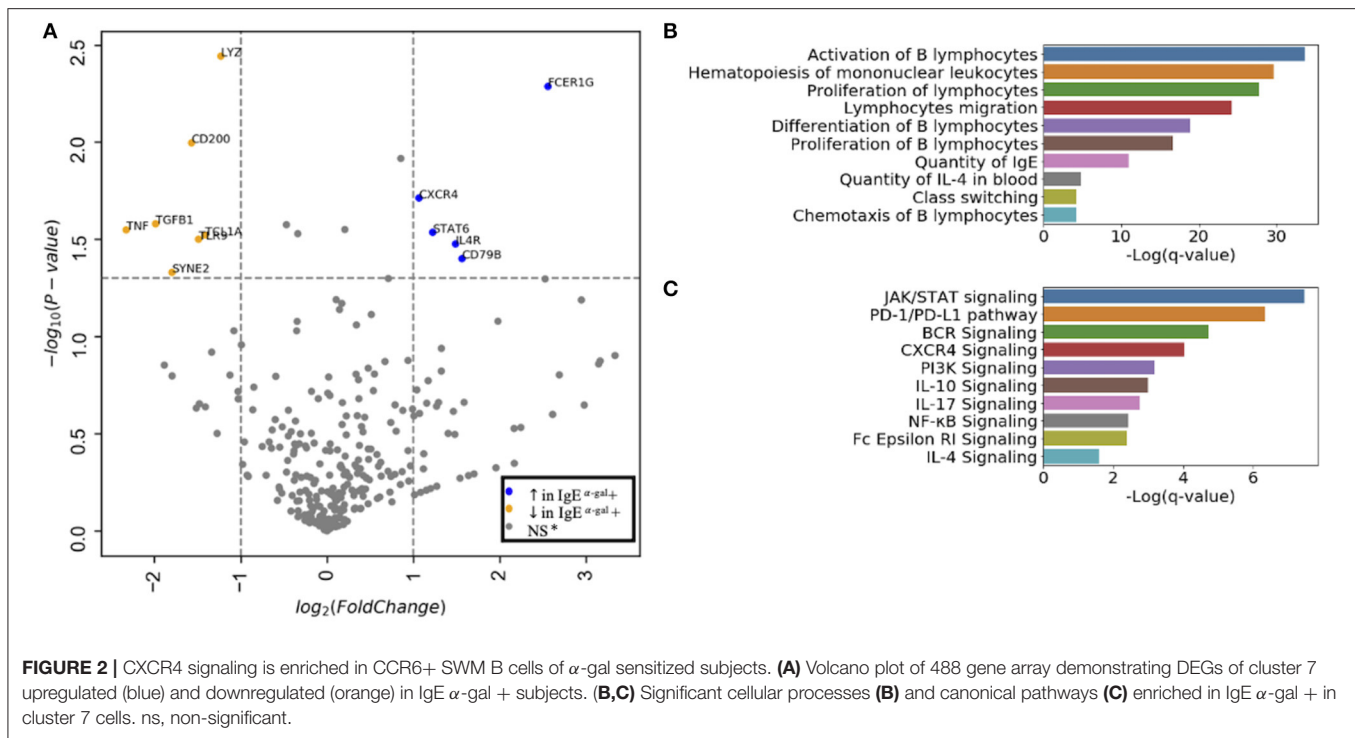 A
2.5
2.0
1.5
1.0
0.5
0.0
−log₁₀(P − value)
LYZ
FCER1G
CD200
CXCR4
TNF
TGFB1
TCL1A
TLR9
STAT6
IL4R
CD79B
SYNE2
↑ in IgE α-gal+
↓ in IgE α-gal+
NS*
−2
−1
0
1
2
3
log₂(FoldChange)
B
Activation of B lymphocytes
Hematopoiesis of mononuclear leukocytes
Proliferation of lymphocytes
Lymphocytes migration
Differentiation of B lymphocytes
Proliferation of B lymphocytes
Quantity of IgE
Quantity of IL-4 in blood
Class switching
Chemotaxis of B lymphocytes
0 10 20 30
-Log(q-value)
C
JAK/STAT signaling
PD-1/PD-L1 pathway
BCR Signaling
CXCR4 Signaling
PI3K Signaling
IL-10 Signaling
IL-17 Signaling
NF-κB Signaling
Fc Epsilon RI Signaling
IL-4 Signaling
0 2 4 6
-Log(q-value)
FIGURE 2 | CXCR4 signaling is enriched in CCR6+ SWM B cells of α-gal sensitized subjects. (A) Volcano plot of 488 gene array demonstrating DEGs of cluster 7
upregulated (blue) and downregulated (orange) in IgE α-gal + subjects. (B,C) Significant cellular processes (B) and canonical pathways (C) enriched in IgE α-gal + in
cluster 7 cells. ns, non-significant.